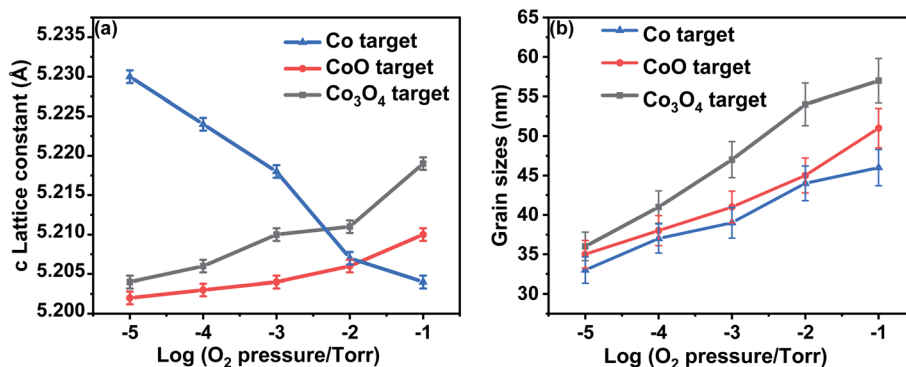 (a)
Co target
CoO target
Co₃O₄ target
c Lattice constant (Å)
5.235
5.230
5.225
5.220
5.215
5.210
5.205
5.200
-5 -4 -3 -2 -1
Log (O₂ pressure/Torr)
(b)
Co target
CoO target
Co₃O₄ target
Grain sizes (nm)
65
60
55
50
45
40
35
30
-5 -4 -3 -2 -1
Log (O₂ pressure/Torr)